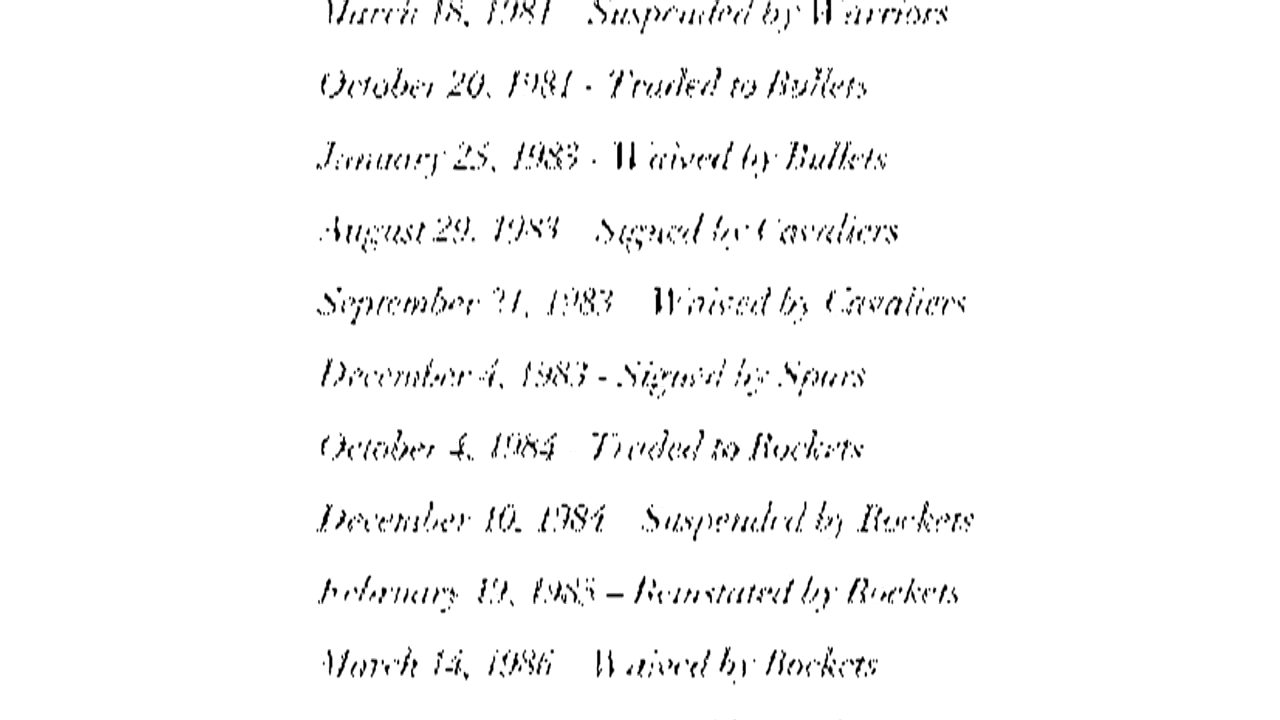 March 18, 1981 Suspended by Warriors
October 20, 1981 - Traded to Bullets
January 25, 1983 - Waived by Bullets
August 29, 1983 Signed by Cavaliers
September 21, 1983 Waived by Cavaliers
December 4, 1983 - Signed by Spurs
October 4, 1984 Traded to Rockets
December 10, 1984 Suspended by Rockets
February 19, 1985 – Reinstated by Rockets
March 14, 1986 Waived by Rockets